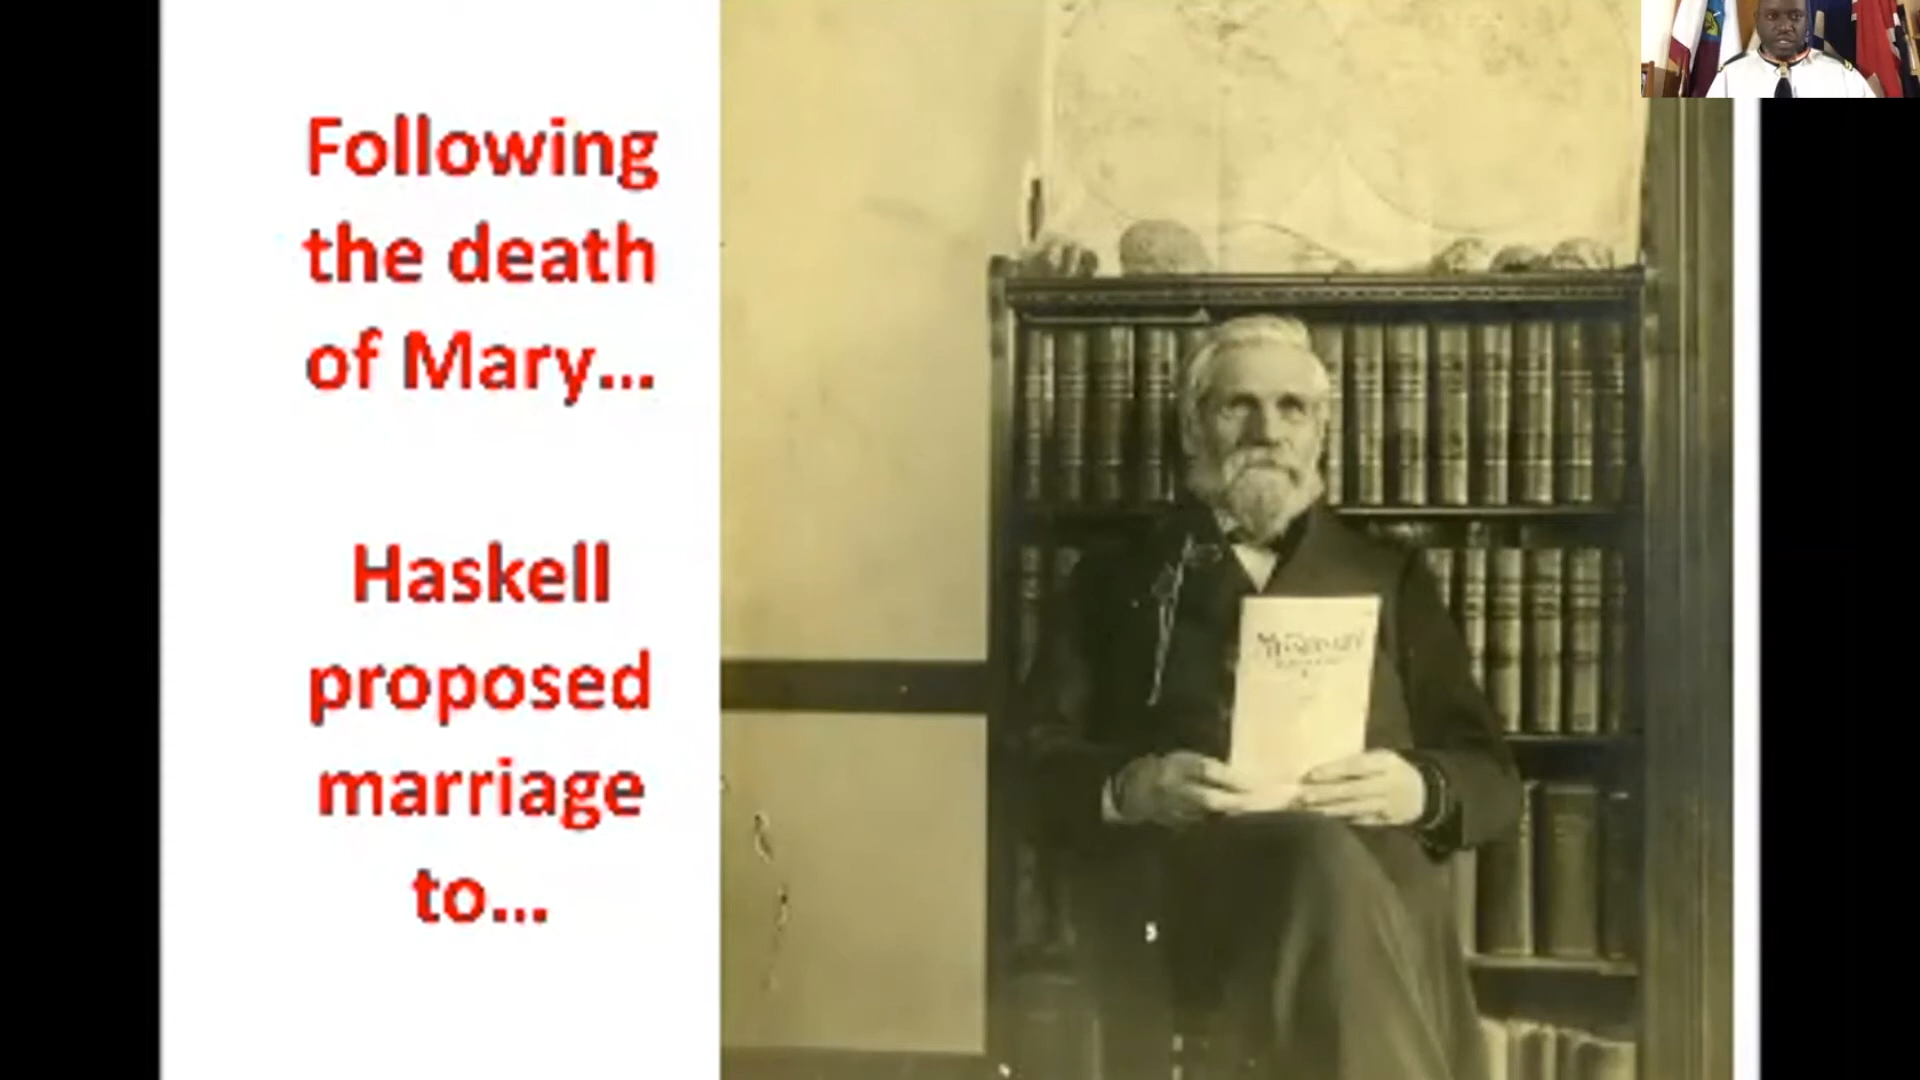 Following
the death
of Mary...
Haskell
proposed
marriage
to...